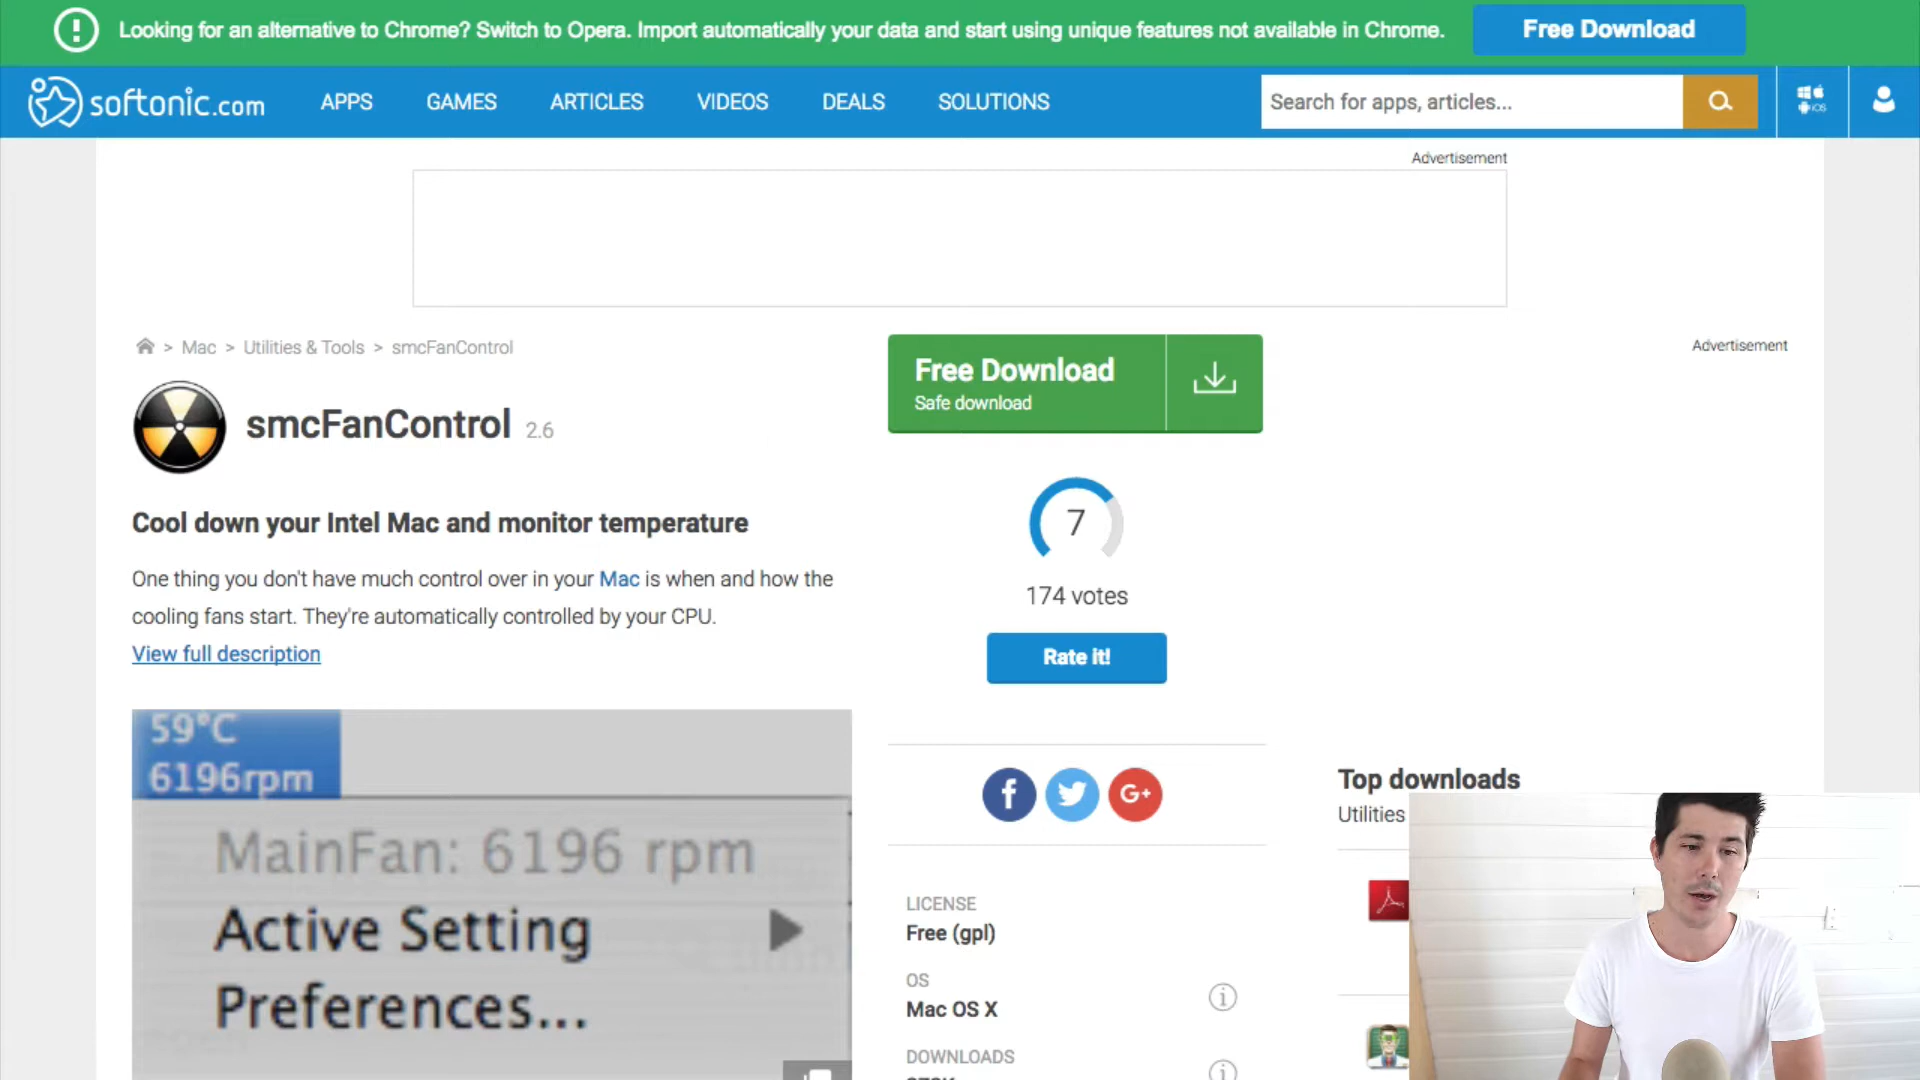 Looking for an alternative to Chrome? Switch to Opera. Import automatically your data and start using unique features not available in Chrome.
Free Download
softonic.com
APPS
GAMES
ARTICLES
VIDEOS
DEALS
SOLUTIONS
Search for apps, articles...
iOS
Advertisement
> Mac > Utilities & Tools > smcFanControl
Free Download
Safe download
Advertisement
smcFanControl 2.6
Cool down your Intel Mac and monitor temperature
One thing you don't have much control over in your Mac is when and how the
cooling fans start. They're automatically controlled by your CPU.
View full description
7
174 votes
Rate it!
59°C
6196rpm
MainFan: 6196 rpm
Active Setting
Preferences...
f
G+
LICENSE
Free (gpl)
OS
Mac OS X
DOWNLOADS
Top downloads
Utilities